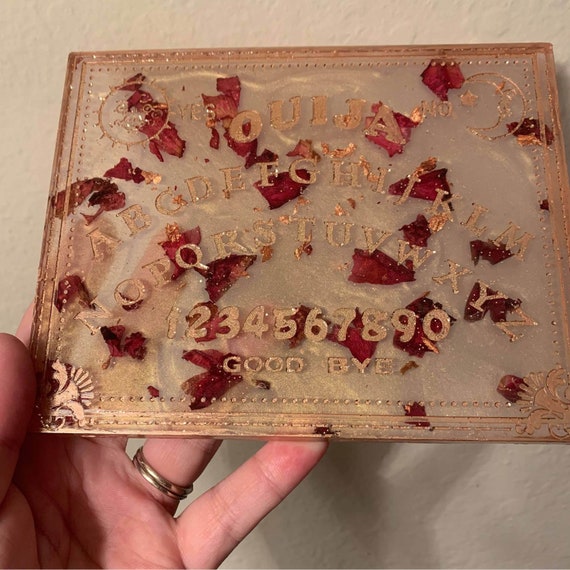 YES OUIJA NO
ABCDEFGHIJKLM
NOPQRSTUVWXYZ
1234567890
GOOD BYE